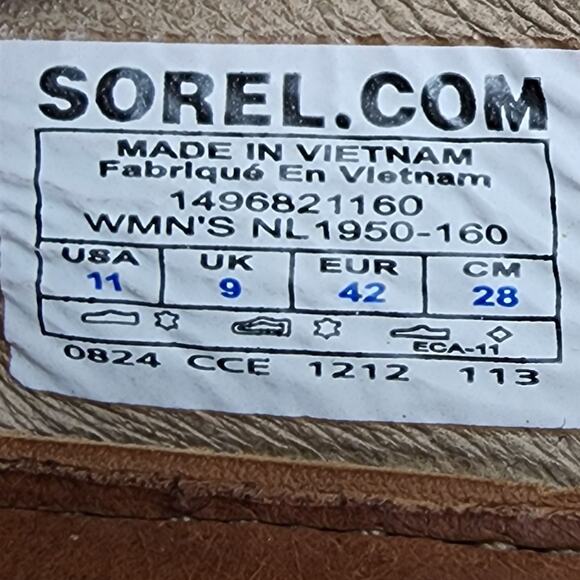 SOREL.COM
MADE IN VIETNAM
Fabriqué En Vietnam
1496821160
WMN'S NL1950-160
USA UK EUR CM
11 9 42 28
ECA-11
0824 CCE 1212 113